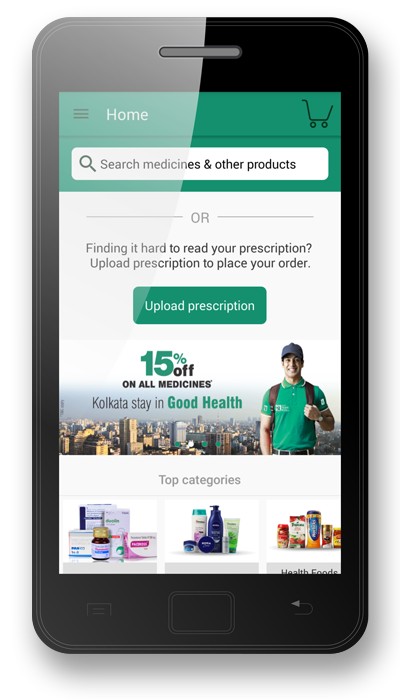 Home
Search medicines & other products
OR
Finding it hard to read your prescription?
Upload prescription to place your order.
Upload prescription
15%
off
ON ALL MEDICINES*
Kolkata stay in Good Health
Top categories
NIVEA
Health Foods